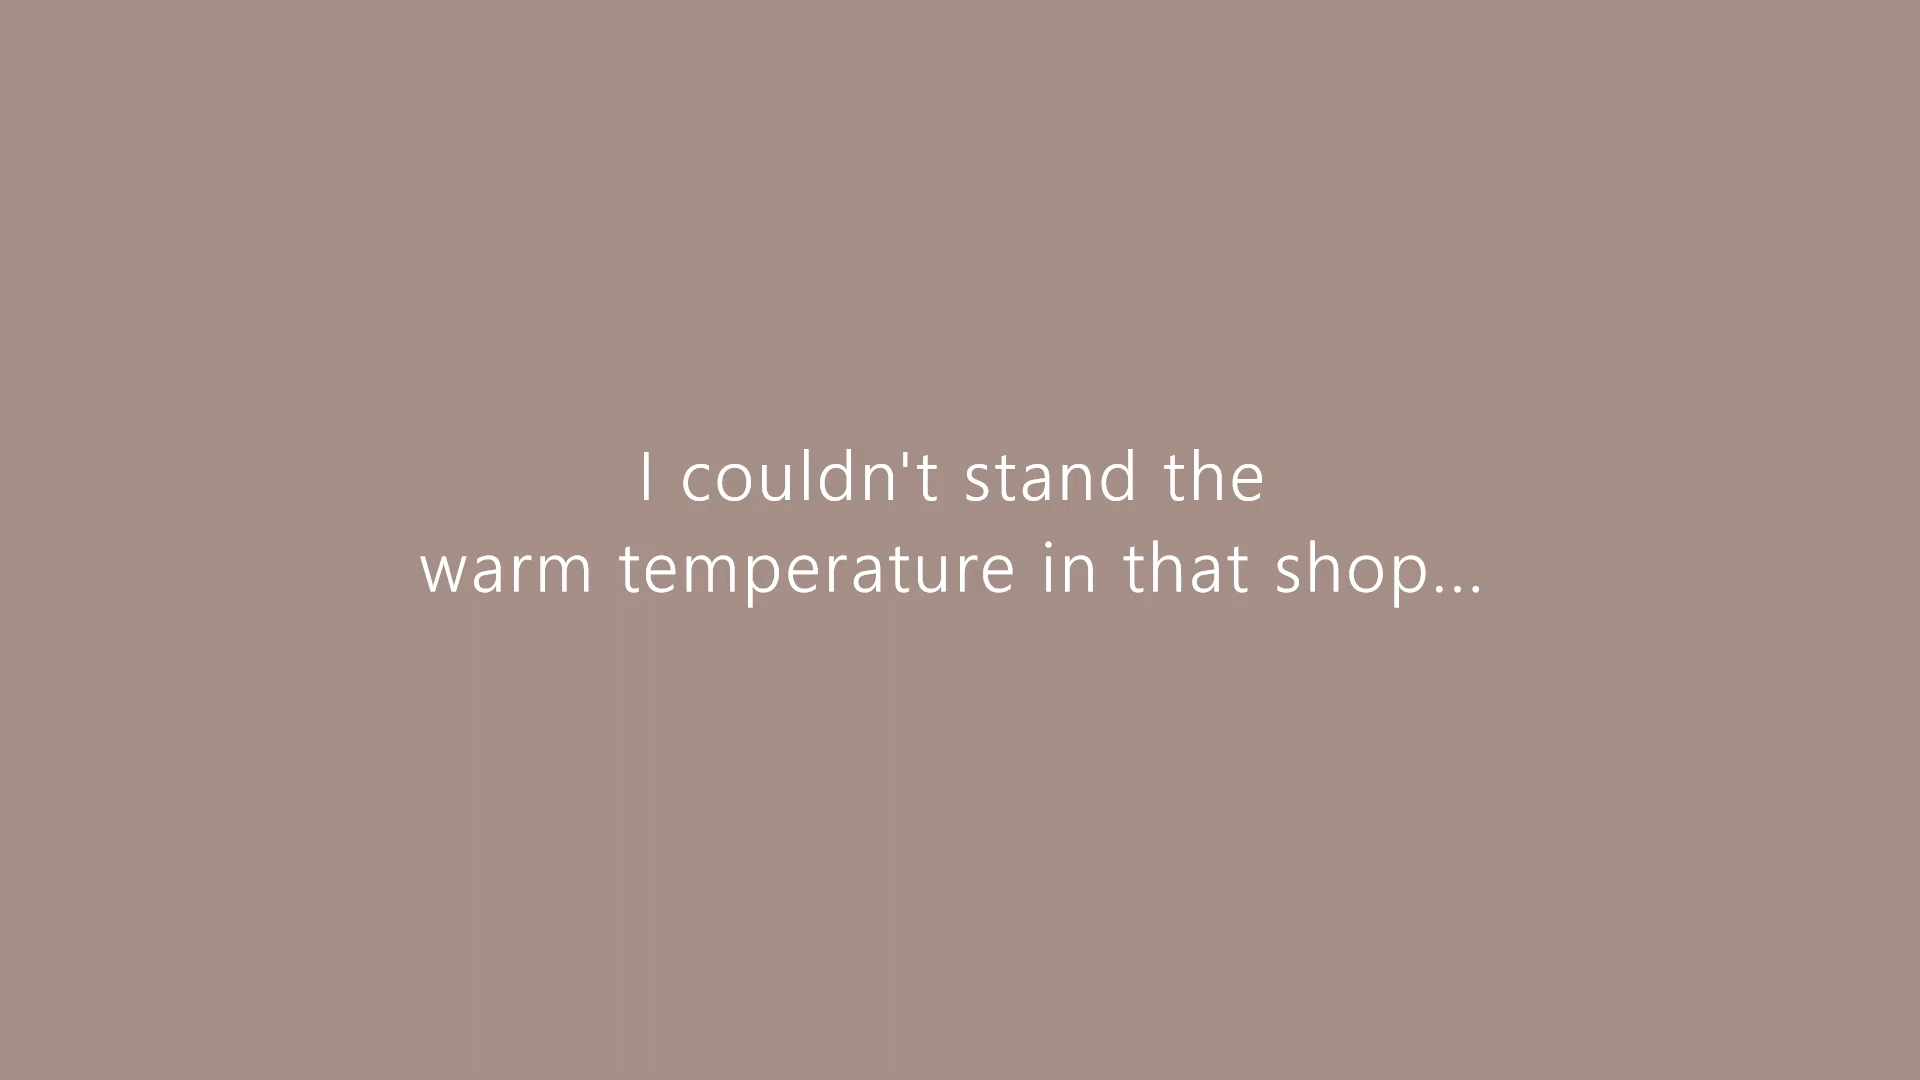 I couldn't stand the
warm temperature in that shop...